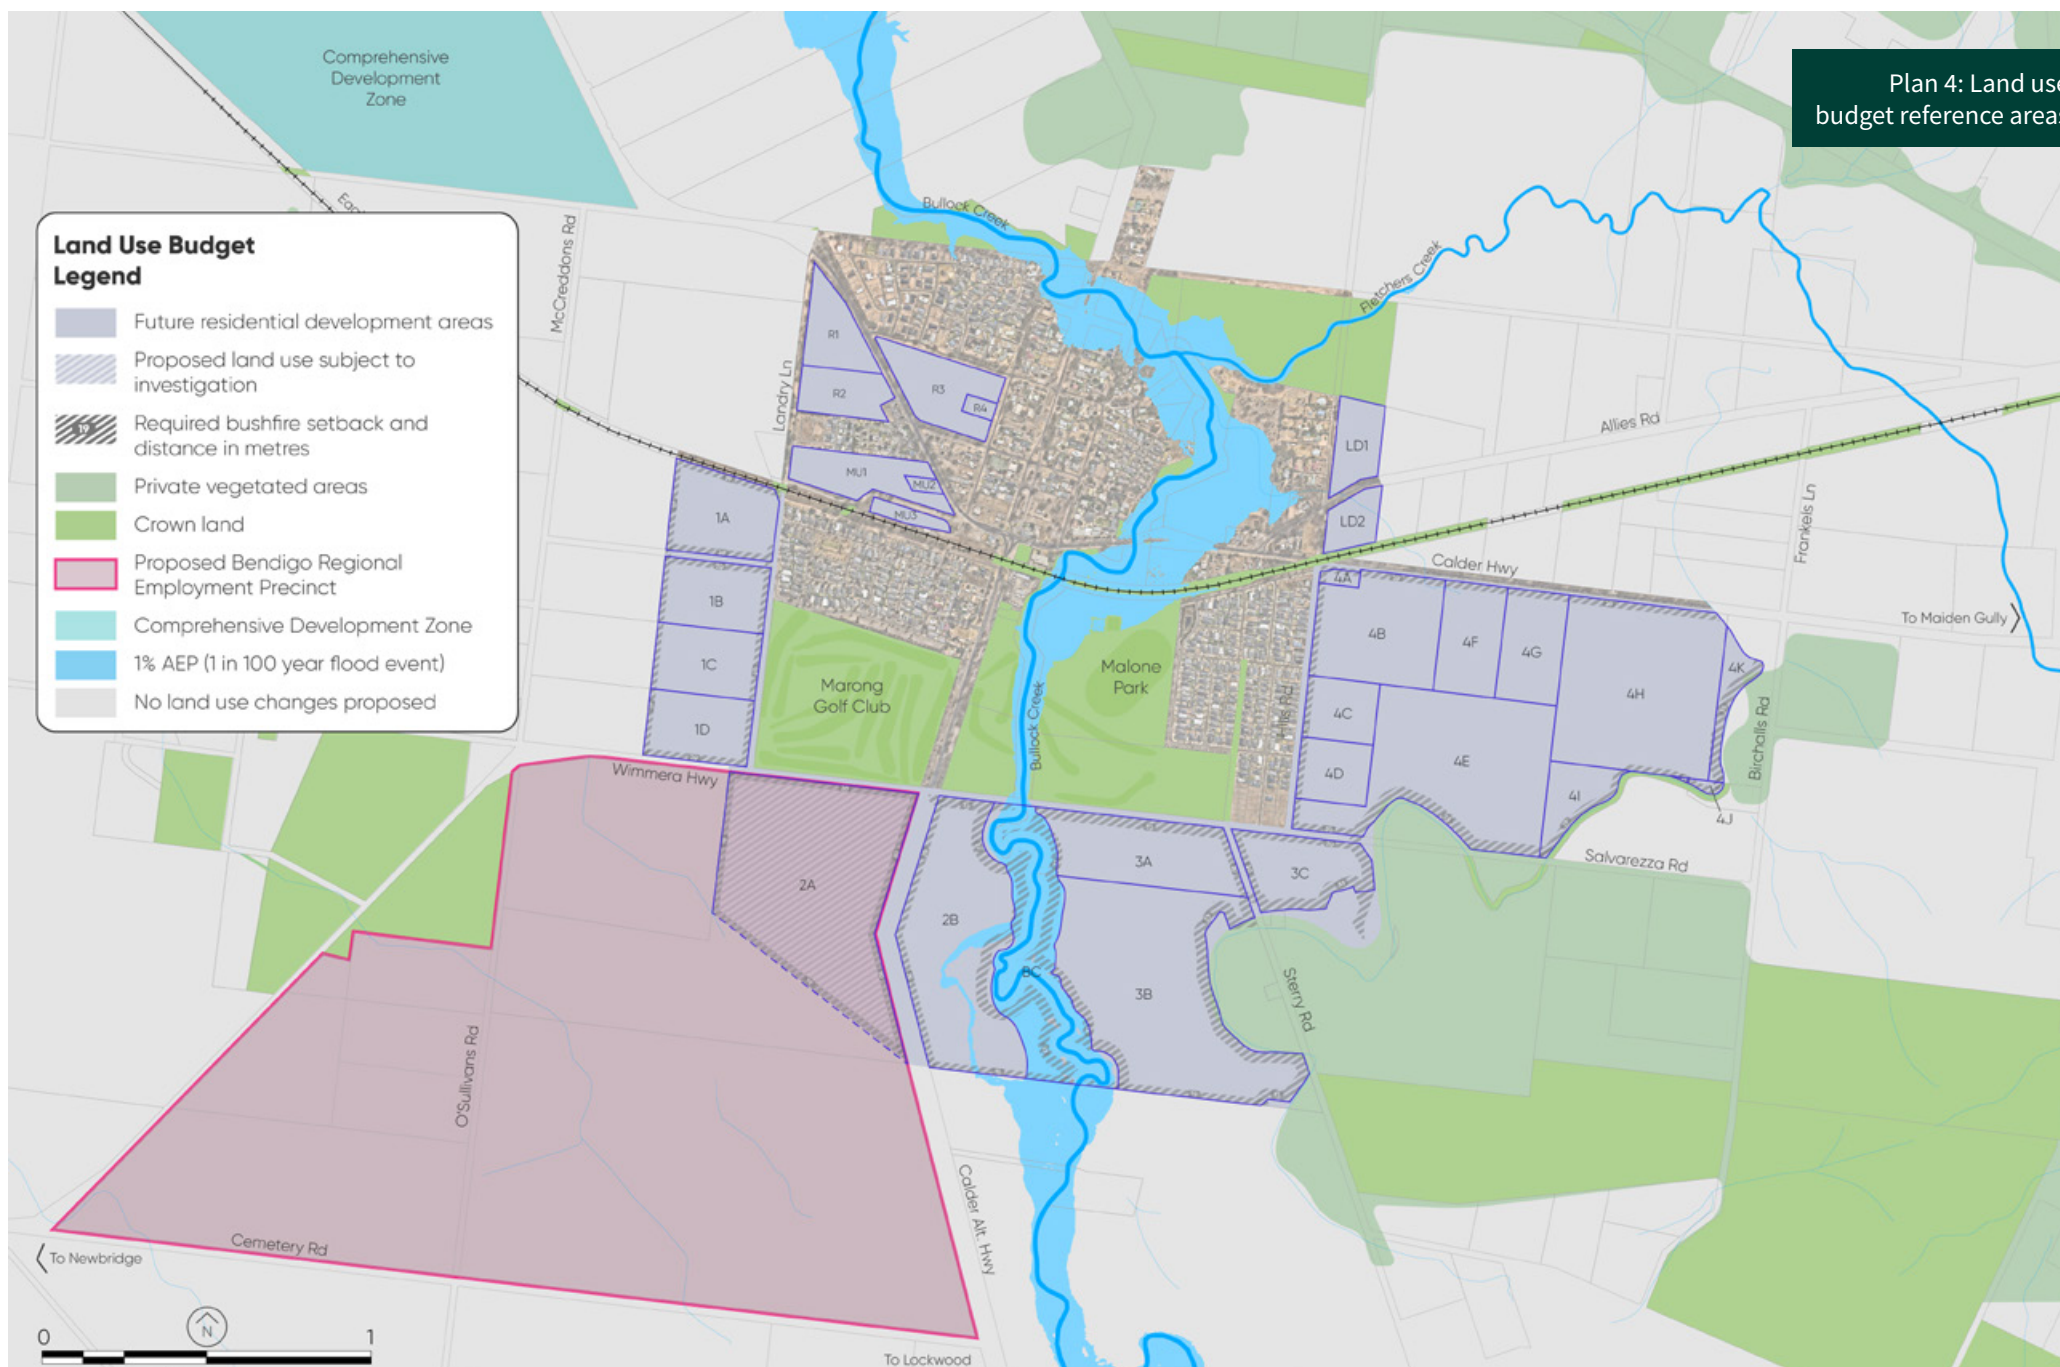 Plan 4: Land use
budget reference areas
Comprehensive
Development
Zone
Land Use Budget
Legend
Future residential development areas
Proposed land use subject to
investigation
19
Required bushfire setback and
distance in metres
Private vegetated areas
Crown land
Proposed Bendigo Regional
Employment Precinct
Comprehensive Development Zone
1% AEP (1 in 100 year flood event)
No land use changes proposed
McCreddons Rd
Bullock Creek
Fletchers Creek
Landry Ln
R1
R2
R3
R4
MU1
MU2
MU3
LD1
LD2
Allies Rd
Calder Hwy
Frankels Ln
To Maiden Gully
1A
1B
1C
1D
Marong
Golf Club
Malone
Park
Bullock Creek
4A
4B
4F
4G
4H
4K
4C
4D
4E
4I
4J
Birchalls Rd
Wimmera Hwy
2A
2B
BC
3A
3B
3C
Salvarezza Rd
Sterry Rd
O'Sullivans Rd
Calder Alt. Hwy
Cemetery Rd
To Newbridge
To Lockwood
N
0
1